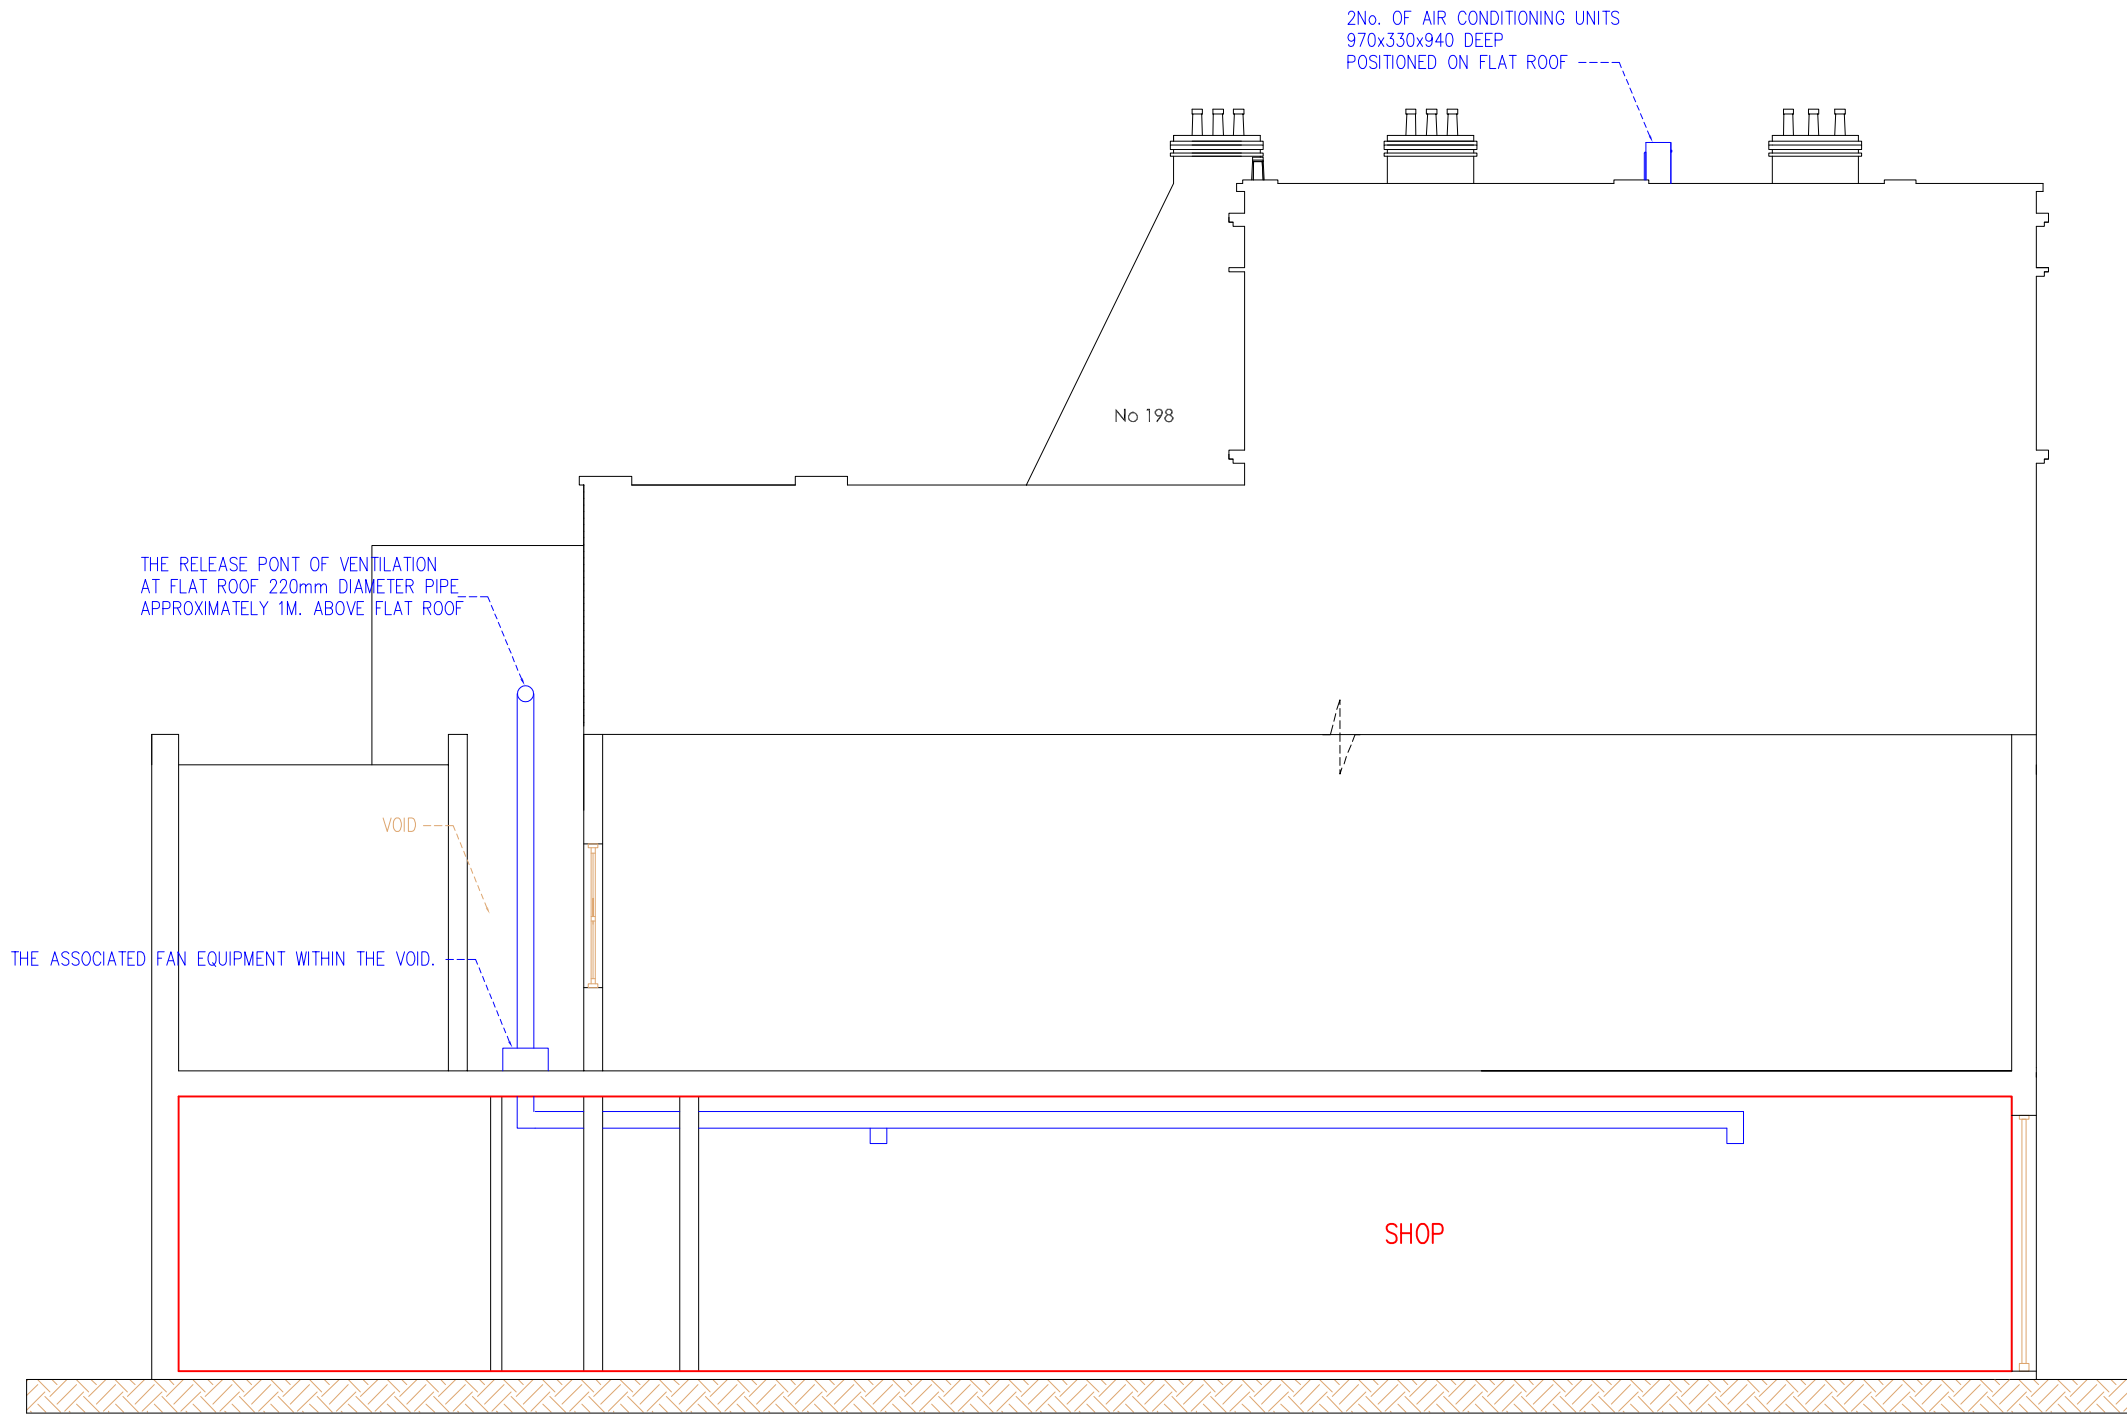 2No. OF AIR CONDITIONING UNITS
970x330x940 DEEP
POSITIONED ON FLAT ROOF
No 198
THE RELEASE PONT OF VENTILATION
AT FLAT ROOF 220mm DIAMETER PIPE
APPROXIMATELY 1M. ABOVE FLAT ROOF
VOID
THE ASSOCIATED FAN EQUIPMENT WITHIN THE VOID.
SHOP